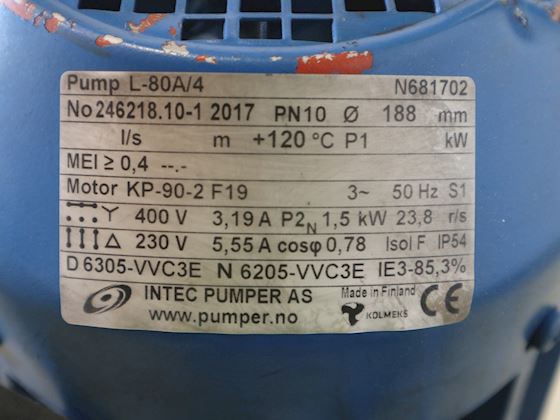 Pump L-80A/4 N681702
No 246218.10-1 2017 PN10 Ø 188 mm
l/s m +120 °C P1 kW
MEI ≥ 0,4 --.-
Motor KP-90-2 F19 3~ 50 Hz S1
Y 400 V 3,19 A P2N 1,5 kW 23,8 r/s
△ 230 V 5,55 A cosφ 0,78 Isol F IP54
D 6305-VVC3E N 6205-VVC3E IE3-85,3%
INTEC PUMPER AS Made in Finland CE
www.pumper.no KOLMEKS